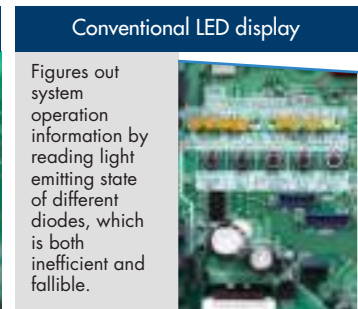 Conventional LED display
Figures out
system
operation
information by
reading light
emitting state
of different
diodes, which
is both
inefficient and
fallible.